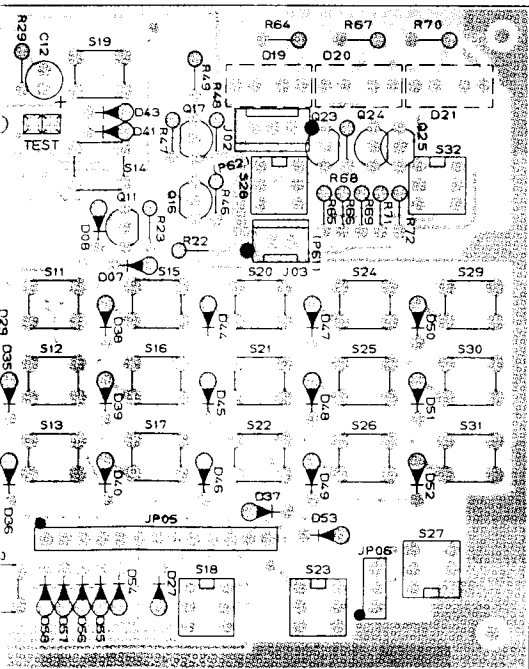 R29
C12
S19
R64
R67
R70
D19
D20
D21
R49
R48
+
D43
D41
TEST
Q17
R47
J02
Q23
Q24
Q25
S32
S14
(P62)
S28
R68
R65
R66
R69
R71
R72
Q11
Q16
R46
D08
R23
R22
(P61)
D07
J03
S11
S15
S20
S24
S29
D29
D38
D44
D47
D50
D35
S12
S16
S21
S25
S30
D39
D45
D48
D51
S13
S17
S22
S26
S31
D36
D40
D46
D49
D52
D37
JP05
D53
JP06
S27
S18
S23
D58
D57
D56
D55
D54
D27